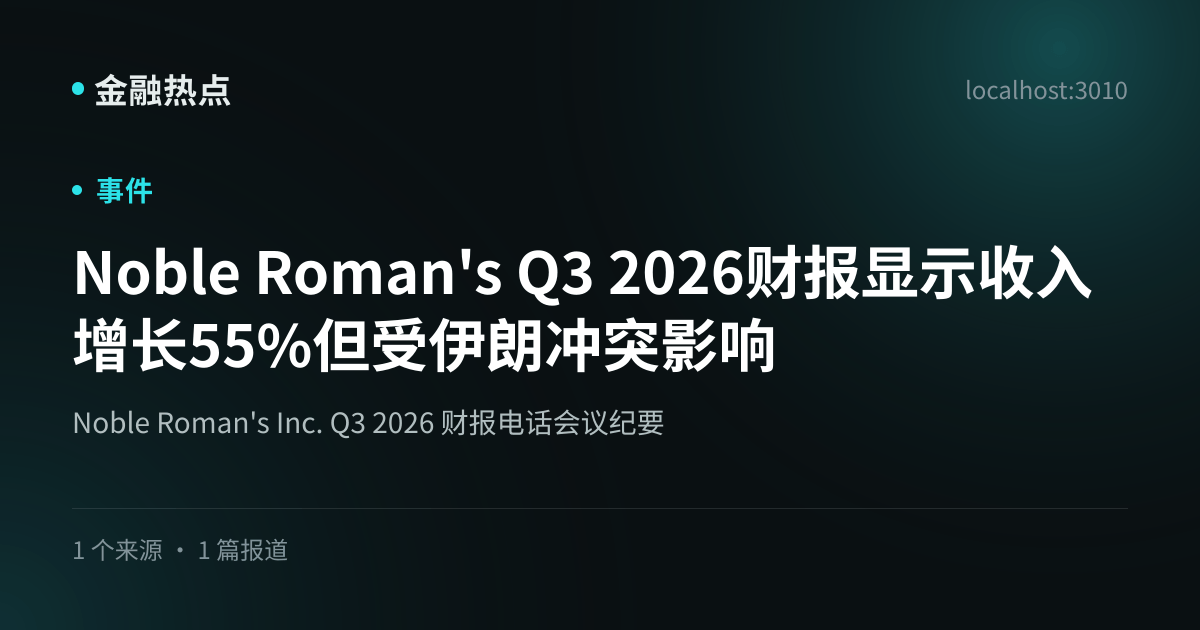 金融热点
localhost:3010
事件
Noble Roman's Q3 2026财报显示收入
增长55%但受伊朗冲突影响
Noble Roman's Inc. Q3 2026 财报电话会议纪要
1 个来源 · 1 篇报道